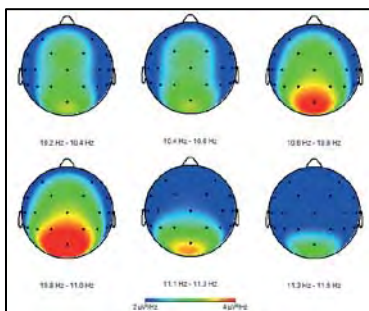 10.2 Hz - 10.4 Hz
10.4 Hz - 10.6 Hz
10.6 Hz - 10.8 Hz
10.8 Hz - 11.0 Hz
11.1 Hz - 11.3 Hz
11.3 Hz - 11.5 Hz
2 µV²/Hz
4 µV²/Hz